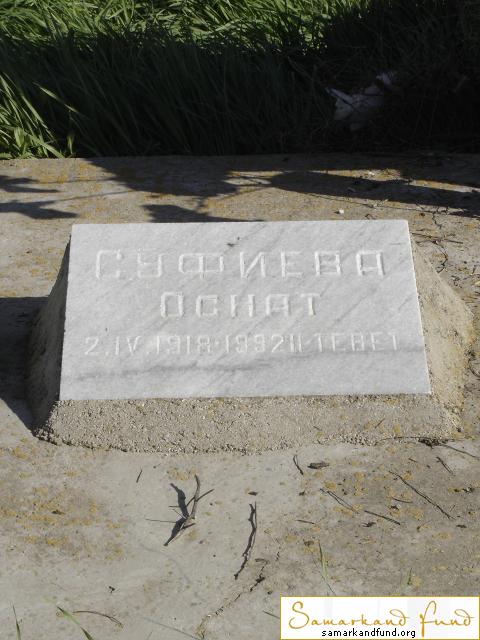 СУФИЕВА
ОСНАТ
2.IV.1918-1992 11 ТЕВЕТ
Samarkand Fund
samarkandfund.org